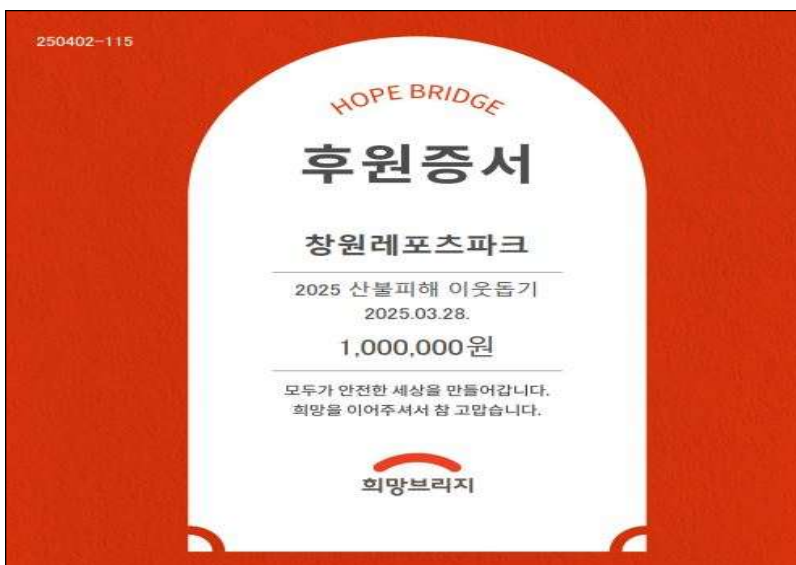 250402-115
HOPE BRIDGE
후원증서
창원레포츠파크
2025 산불피해 이웃돕기
2025.03.28.
1,000,000원
모두가 안전한 세상을 만들어갑니다.
희망을 이어주셔서 참 고맙습니다.
희망브리지